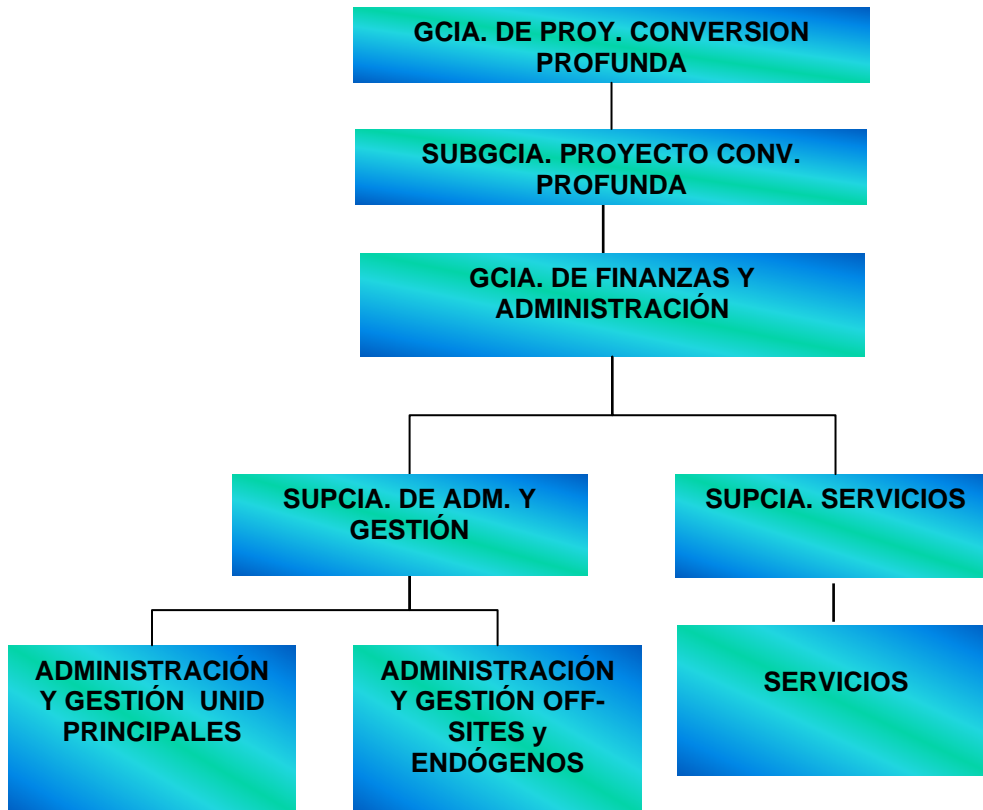 GCIA. DE PROY. CONVERSION
PROFUNDA
SUBGCIA. PROYECTO CONV.
PROFUNDA
GCIA. DE FINANZAS Y
ADMINISTRACIÓN
SUPCIA. DE ADM. Y
GESTIÓN
SUPCIA. SERVICIOS
ADMINISTRACIÓN
Y GESTIÓN UNID
PRINCIPALES
ADMINISTRACIÓN
Y GESTIÓN OFF-
SITES y
ENDÓGENOS
SERVICIOS